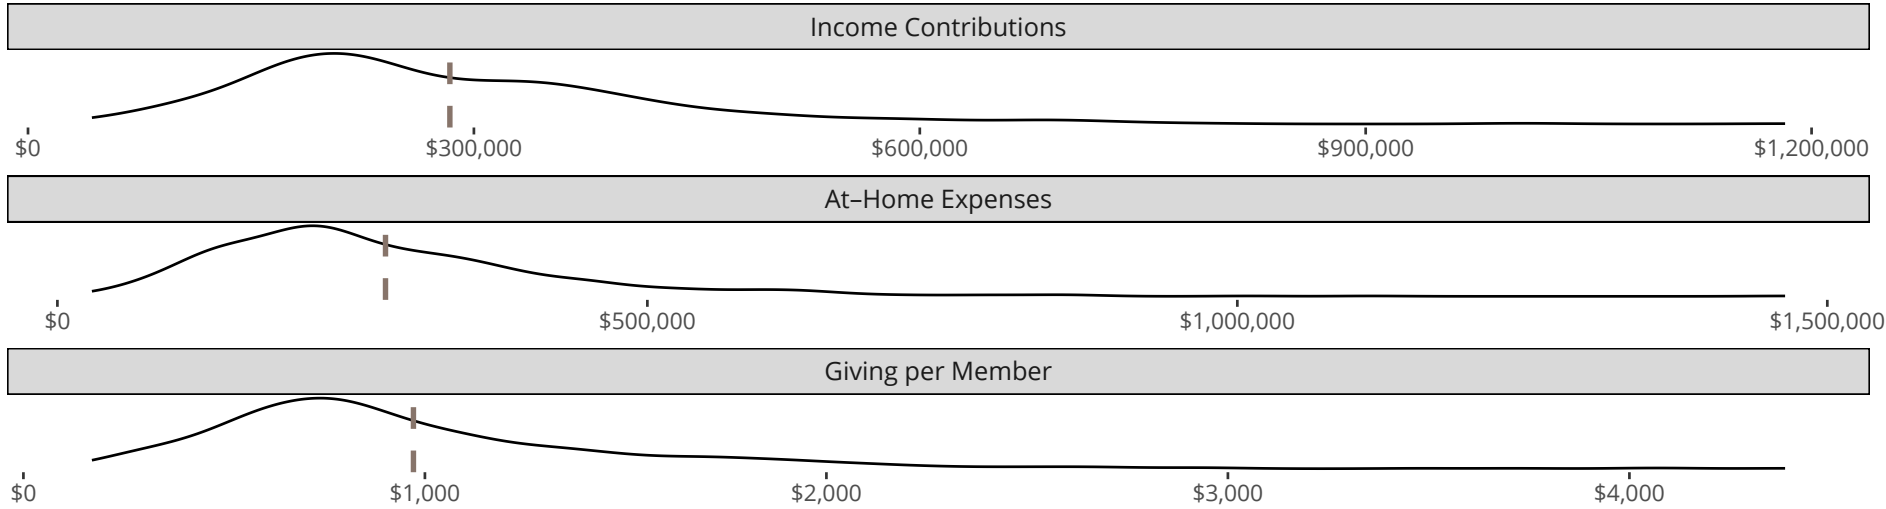 Income Contributions
$0 $300,000 $600,000 $900,000 $1,200,000
At–Home Expenses
$0 $500,000 $1,000,000 $1,500,000
Giving per Member
$0 $1,000 $2,000 $3,000 $4,000